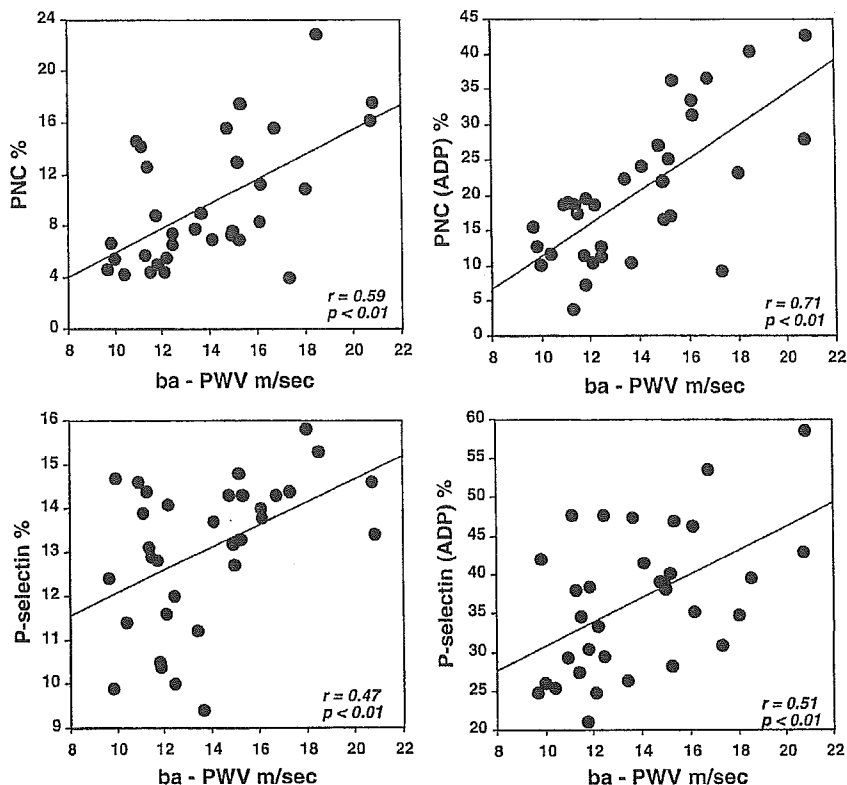 24
20
16
12
8
4
0
PNC %
r = 0.59
p < 0.01
8 10 12 14 16 18 20 22
ba - PWV m/sec
45
40
35
30
25
20
15
10
5
0
PNC (ADP) %
r = 0.71
p < 0.01
8 10 12 14 16 18 20 22
ba - PWV m/sec
16
15
14
13
12
11
10
9
P-selectin %
r = 0.47
p < 0.01
8 10 12 14 16 18 20 22
ba - PWV m/sec
60
55
50
45
40
35
30
25
20
P-selectin (ADP) %
r = 0.51
p < 0.01
8 10 12 14 16 18 20 22
ba - PWV m/sec